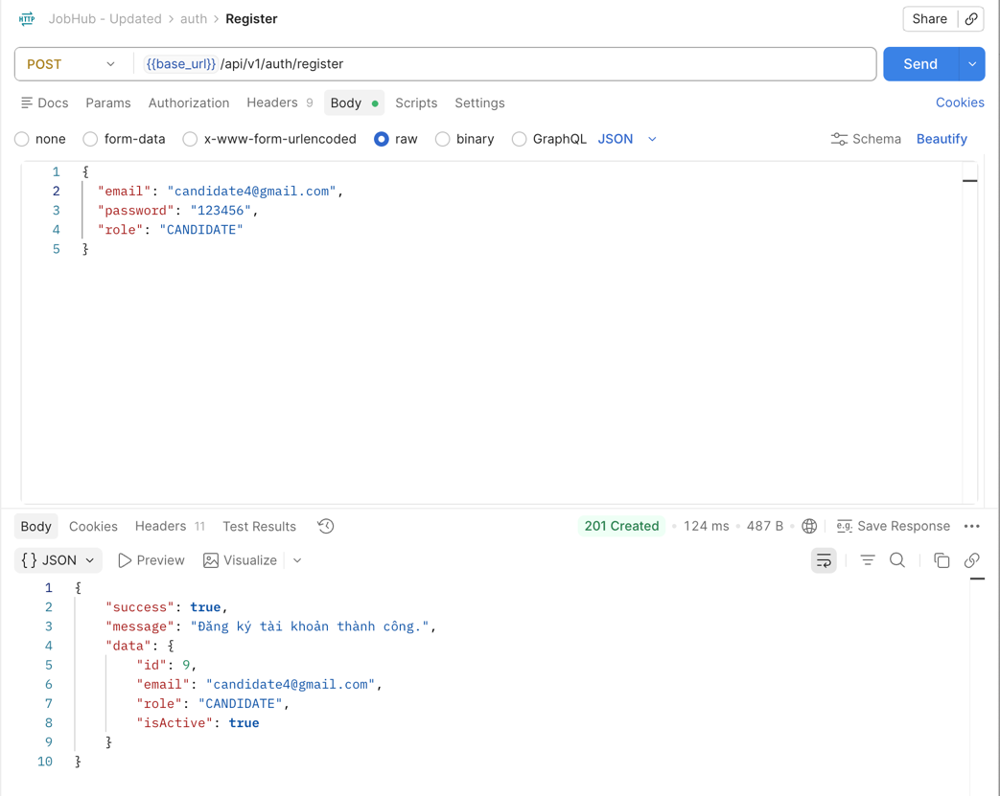 HTTP JobHub - Updated > auth > Register Share
POST {{base_url}} /api/v1/auth/register Send
Docs Params Authorization Headers 9 Body Scripts Settings Cookies
none form-data x-www-form-urlencoded raw binary GraphQL JSON Schema Beautify
1 {
2 "email": "candidate4@gmail.com",
3 "password": "123456",
4 "role": "CANDIDATE"
5 }
Body Cookies Headers 11 Test Results 201 Created • 124 ms • 487 B • e.g. Save Response
{} JSON Preview Visualize
1 {
2 "success": true,
3 "message": "Đăng ký tài khoản thành công.",
4 "data": {
5 "id": 9,
6 "email": "candidate4@gmail.com",
7 "role": "CANDIDATE",
8 "isActive": true
9 }
10 }